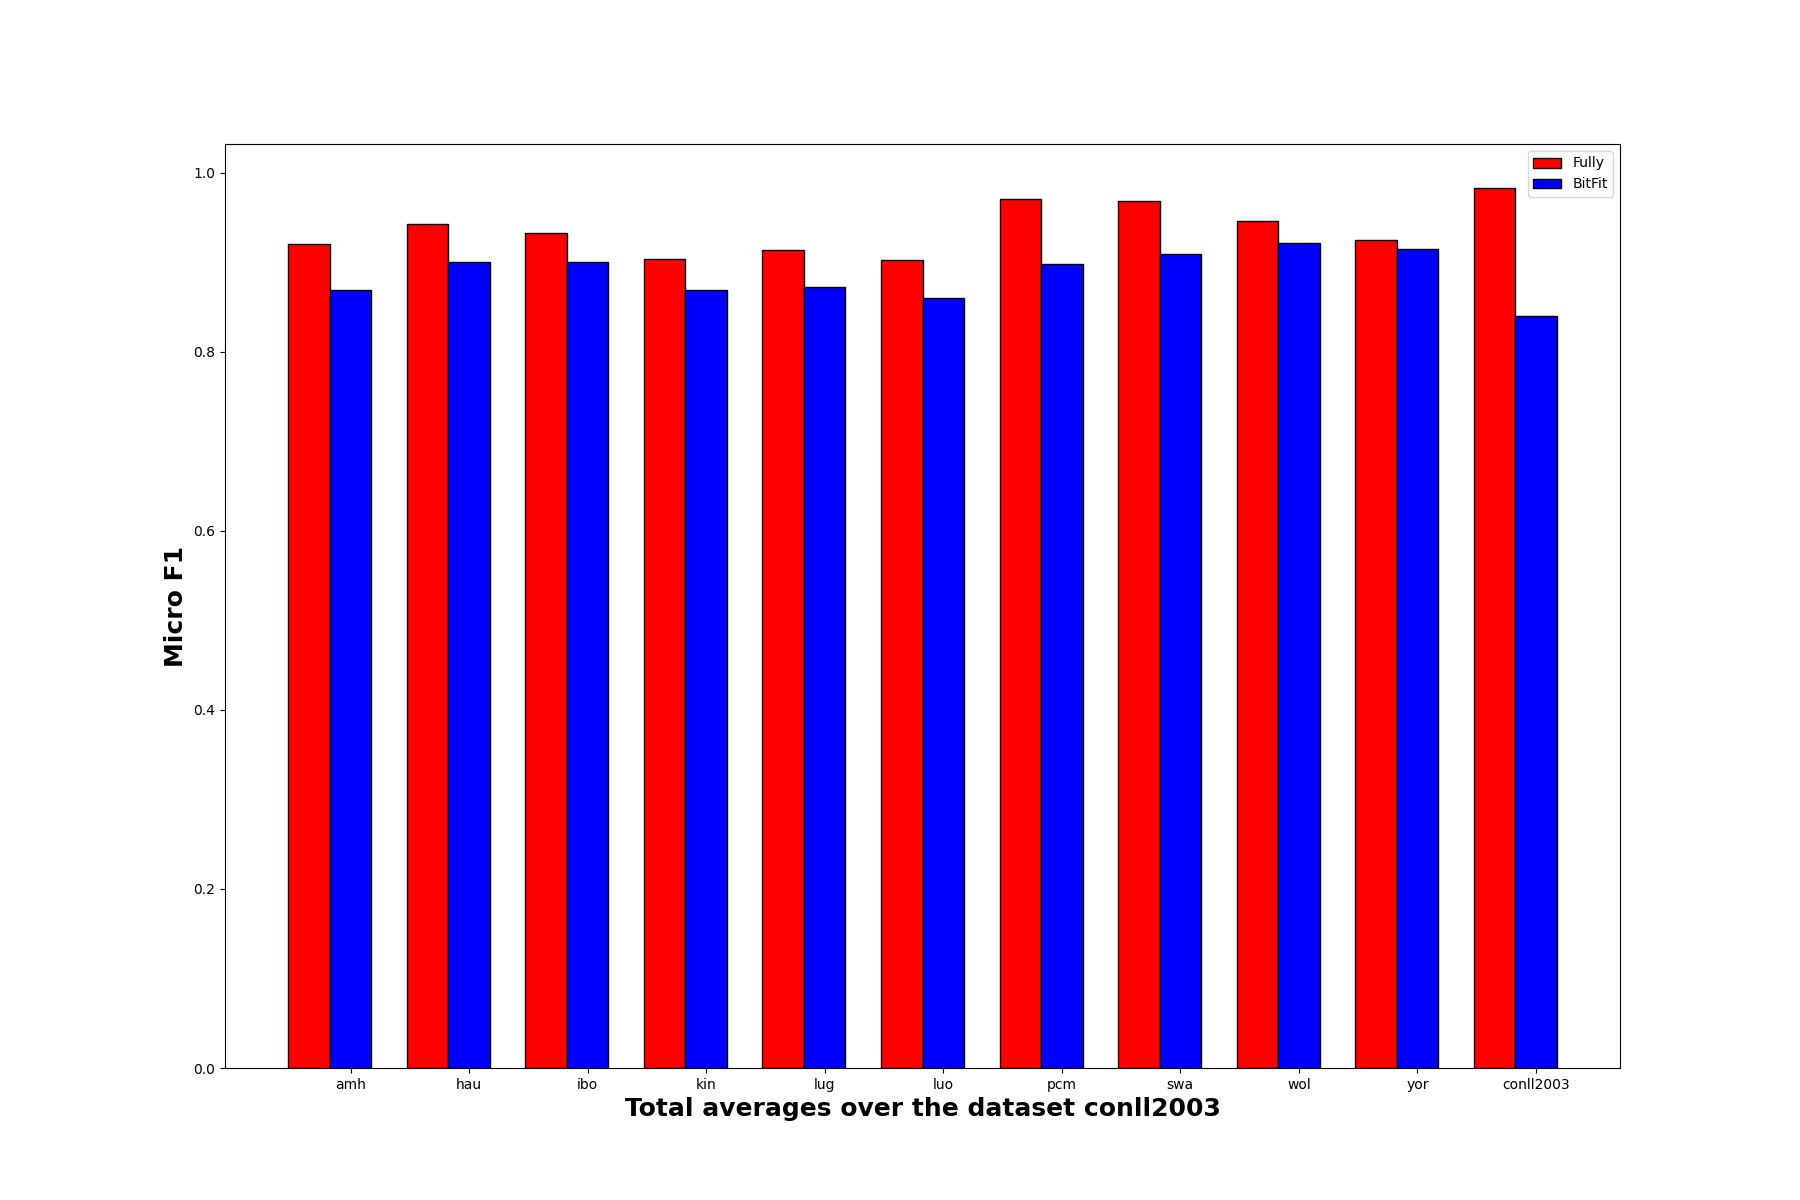 Fully
BitFit
1.0
0.8
0.6
0.4
0.2
0.0
Micro F1
amh hau ibo kin lug luo pcm swa wol yor conll2003
Total averages over the dataset conll2003